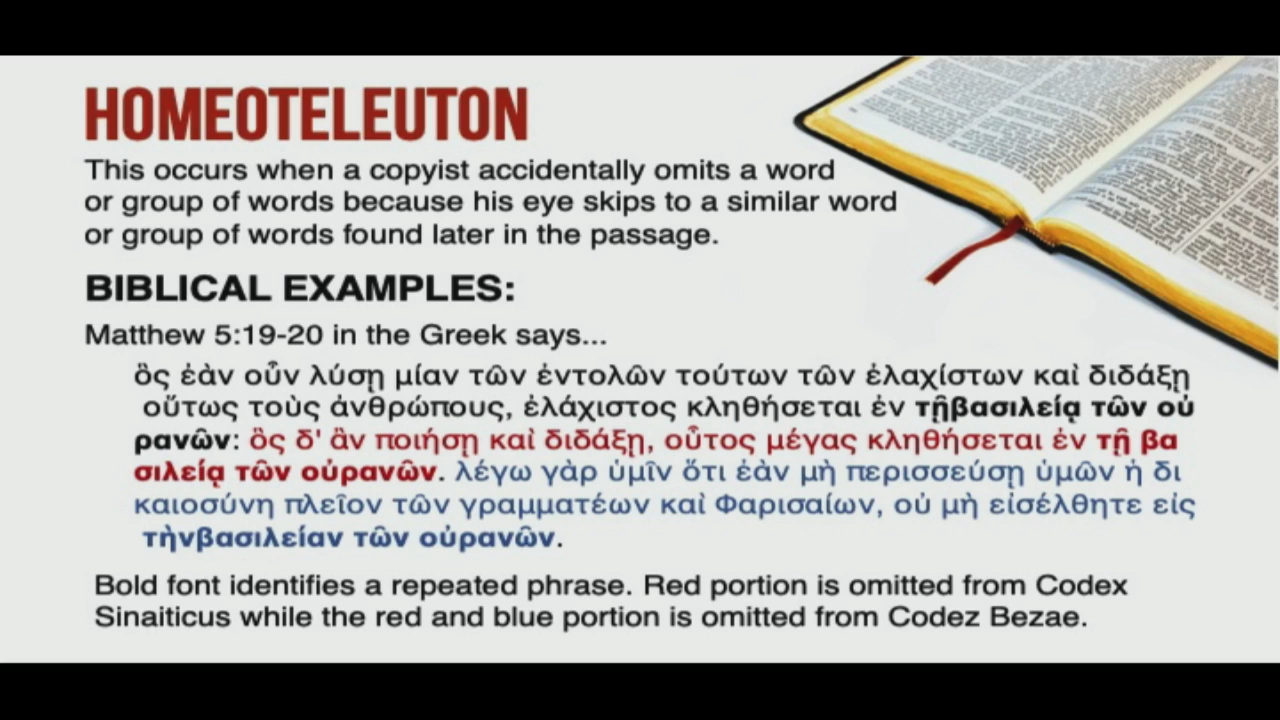 HOMEOTELEUTON
This occurs when a copyist accidentally omits a word
or group of words because his eye skips to a similar word
or group of words found later in the passage.
BIBLICAL EXAMPLES:
Matthew 5:19-20 in the Greek says...
ὃς ἐὰν οὖν λύσῃ μίαν τῶν ἐντολῶν τούτων τῶν ἐλαχίστων καὶ διδάξῃ
οὕτως τοὺς ἀνθρώπους, ἐλάχιστος κληθήσεται ἐν τῇβασιλείᾳ τῶν οὐ
ρανῶν: ὃς δ' ἂν ποιήσῃ καὶ διδάξῃ, οὗτος μέγας κληθήσεται ἐν τῇ βα
σιλείᾳ τῶν οὐρανῶν. λέγω γὰρ ὑμῖν ὅτι ἐὰν μὴ περισσεύσῃ ὑμῶν ἡ δι
καιοσύνη πλεῖον τῶν γραμματέων καὶ Φαρισαίων, οὐ μὴ εἰσέλθητε εἰς
τὴνβασιλείαν τῶν οὐρανῶν.
Bold font identifies a repeated phrase. Red portion is omitted from Codex
Sinaiticus while the red and blue portion is omitted from Codez Bezae.